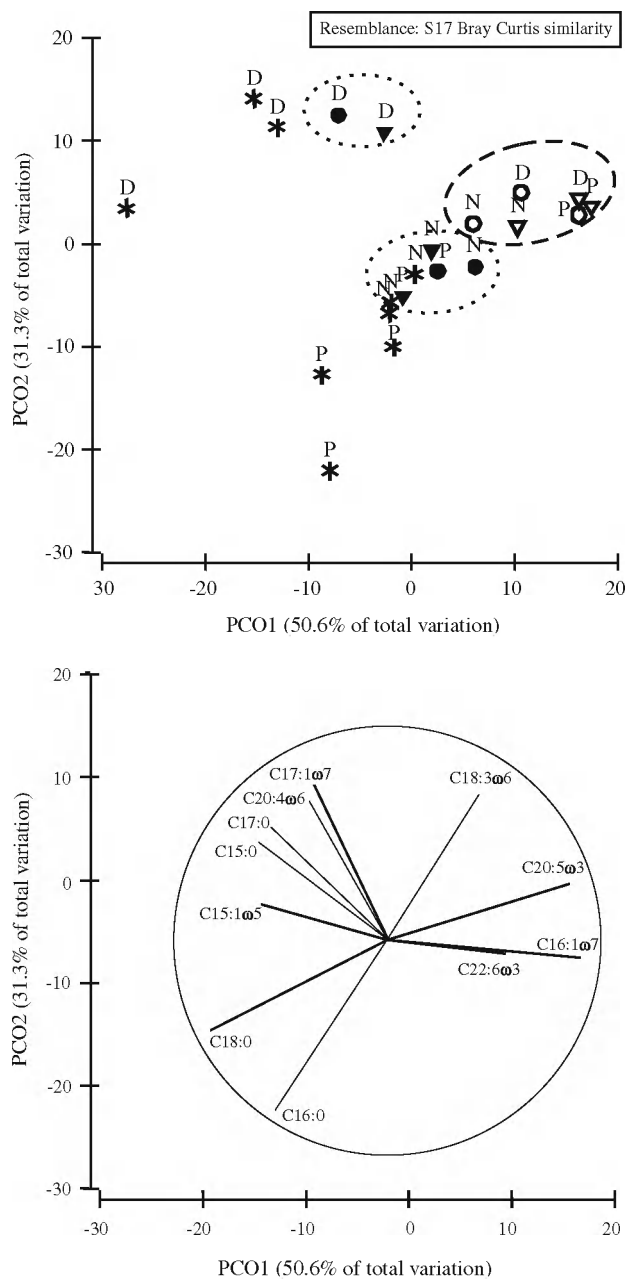 Resemblance: S17 Bray Curtis similarity
20
10
0
-10
-20
-30
PCO2 (31.3% of total variation)
D
D
D
D
D
D
D
P
N
N
P
N
N
P
N
N
N
P
P
P
30
-10
-10
0
10
20
PCO1 (50.6% of total variation)
20
10
0
-10
-20
-30
PCO2 (31.3% of total variation)
C17:1ω7
C20:4ω6
C17:0
C15:0
C15:1ω5
C18:0
C16:0
C18:3ω6
C20:5ω3
C16:1ω7
C22:6ω3
-30
-20
-10
0
10
20
PCO1 (50.6% of total variation)